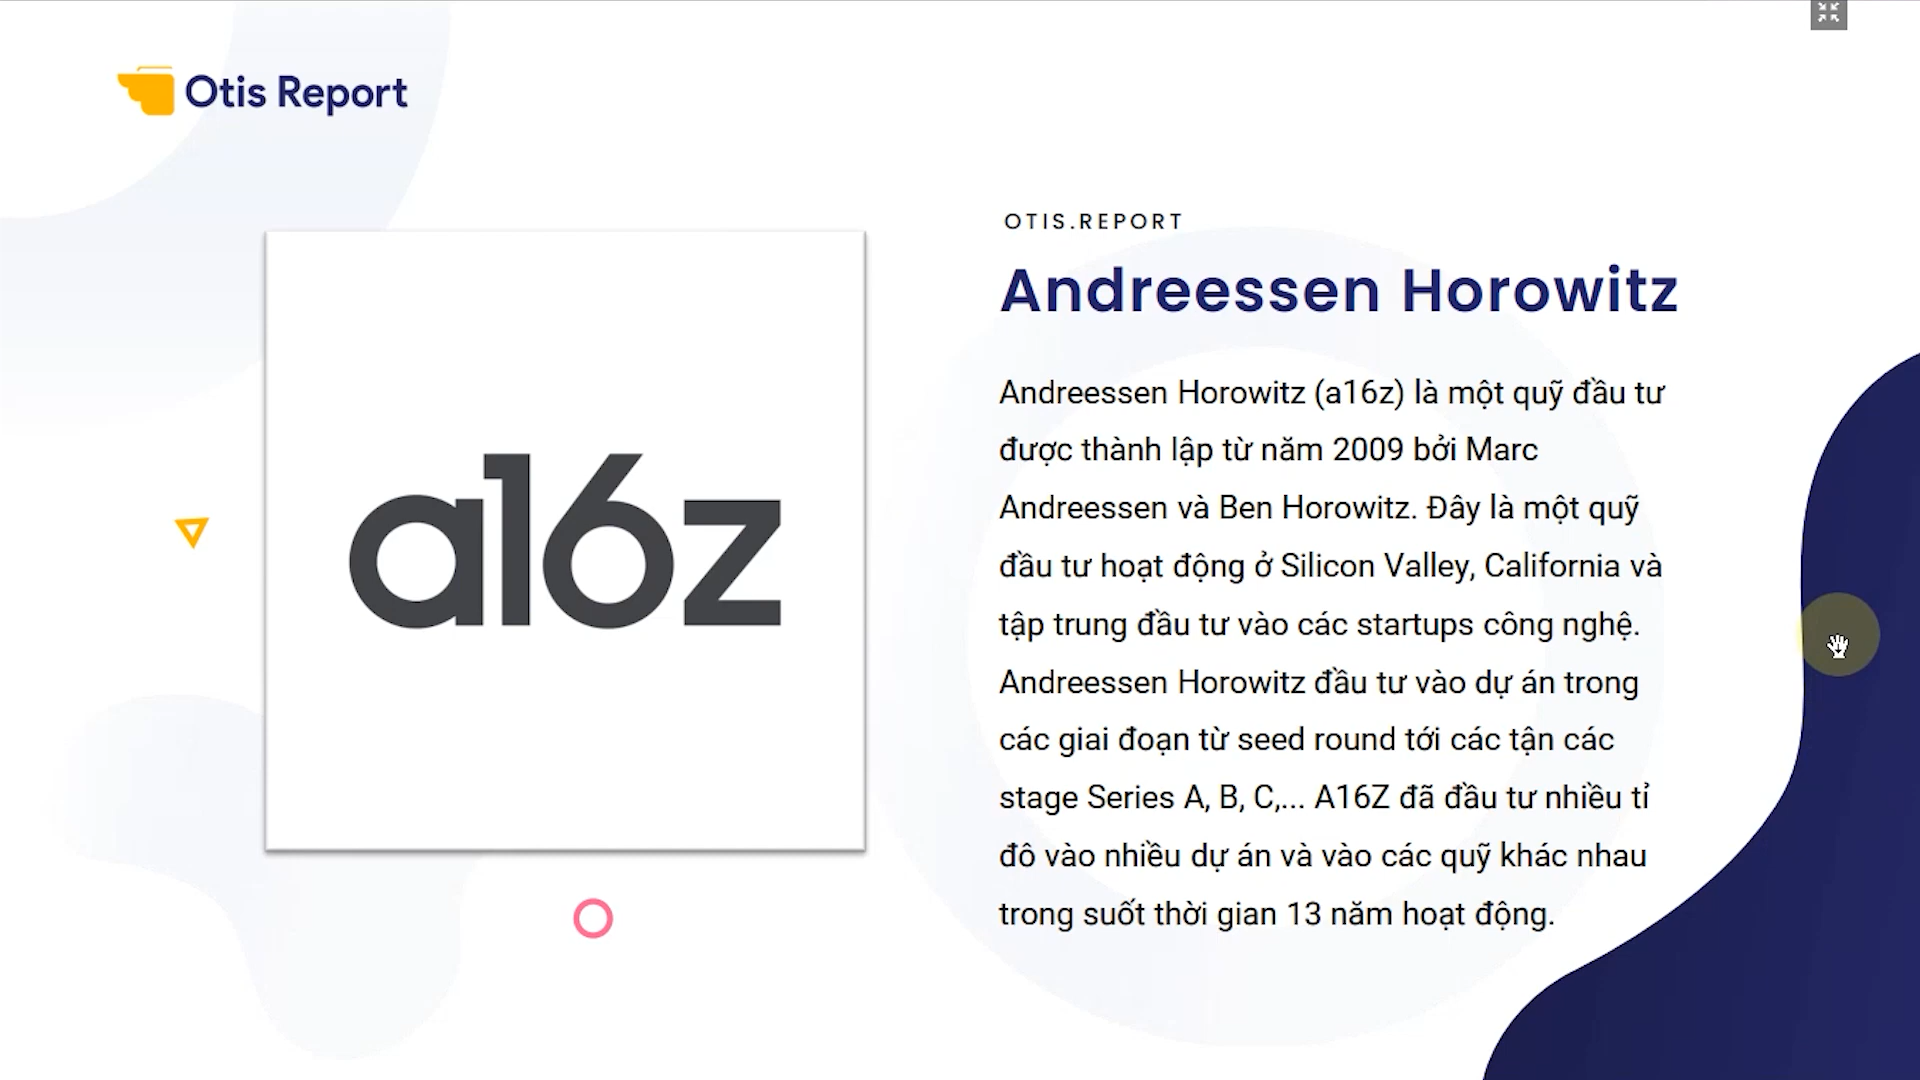 Otis Report
OTIS.REPORT
Andreessen Horowitz
a16z
Andreessen Horowitz (a16z) là một quỹ đầu tư
được thành lập từ năm 2009 bởi Marc
Andreessen và Ben Horowitz. Đây là một quỹ
đầu tư hoạt động ở Silicon Valley, California và
tập trung đầu tư vào các startups công nghệ.
Andreessen Horowitz đầu tư vào dự án trong
các giai đoạn từ seed round tới các tận các
stage Series A, B, C,... A16Z đã đầu tư nhiều tỉ
đô vào nhiều dự án và vào các quỹ khác nhau
trong suốt thời gian 13 năm hoạt động.